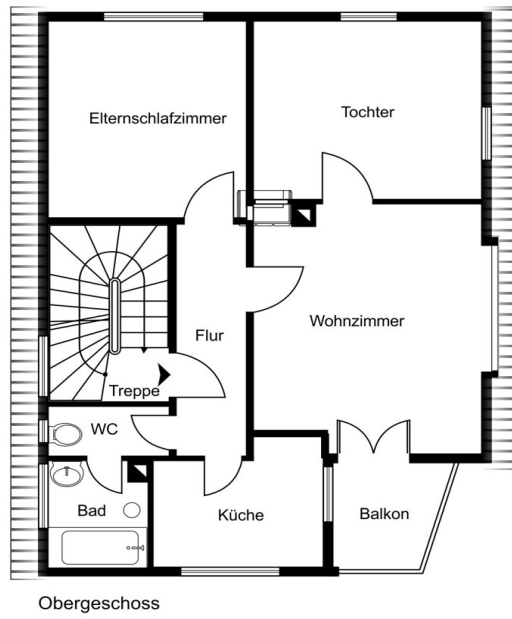 Elternschlafzimmer
Tochter
Wohnzimmer
Flur
Treppe
WC
Bad
Küche
Balkon
Obergeschoss